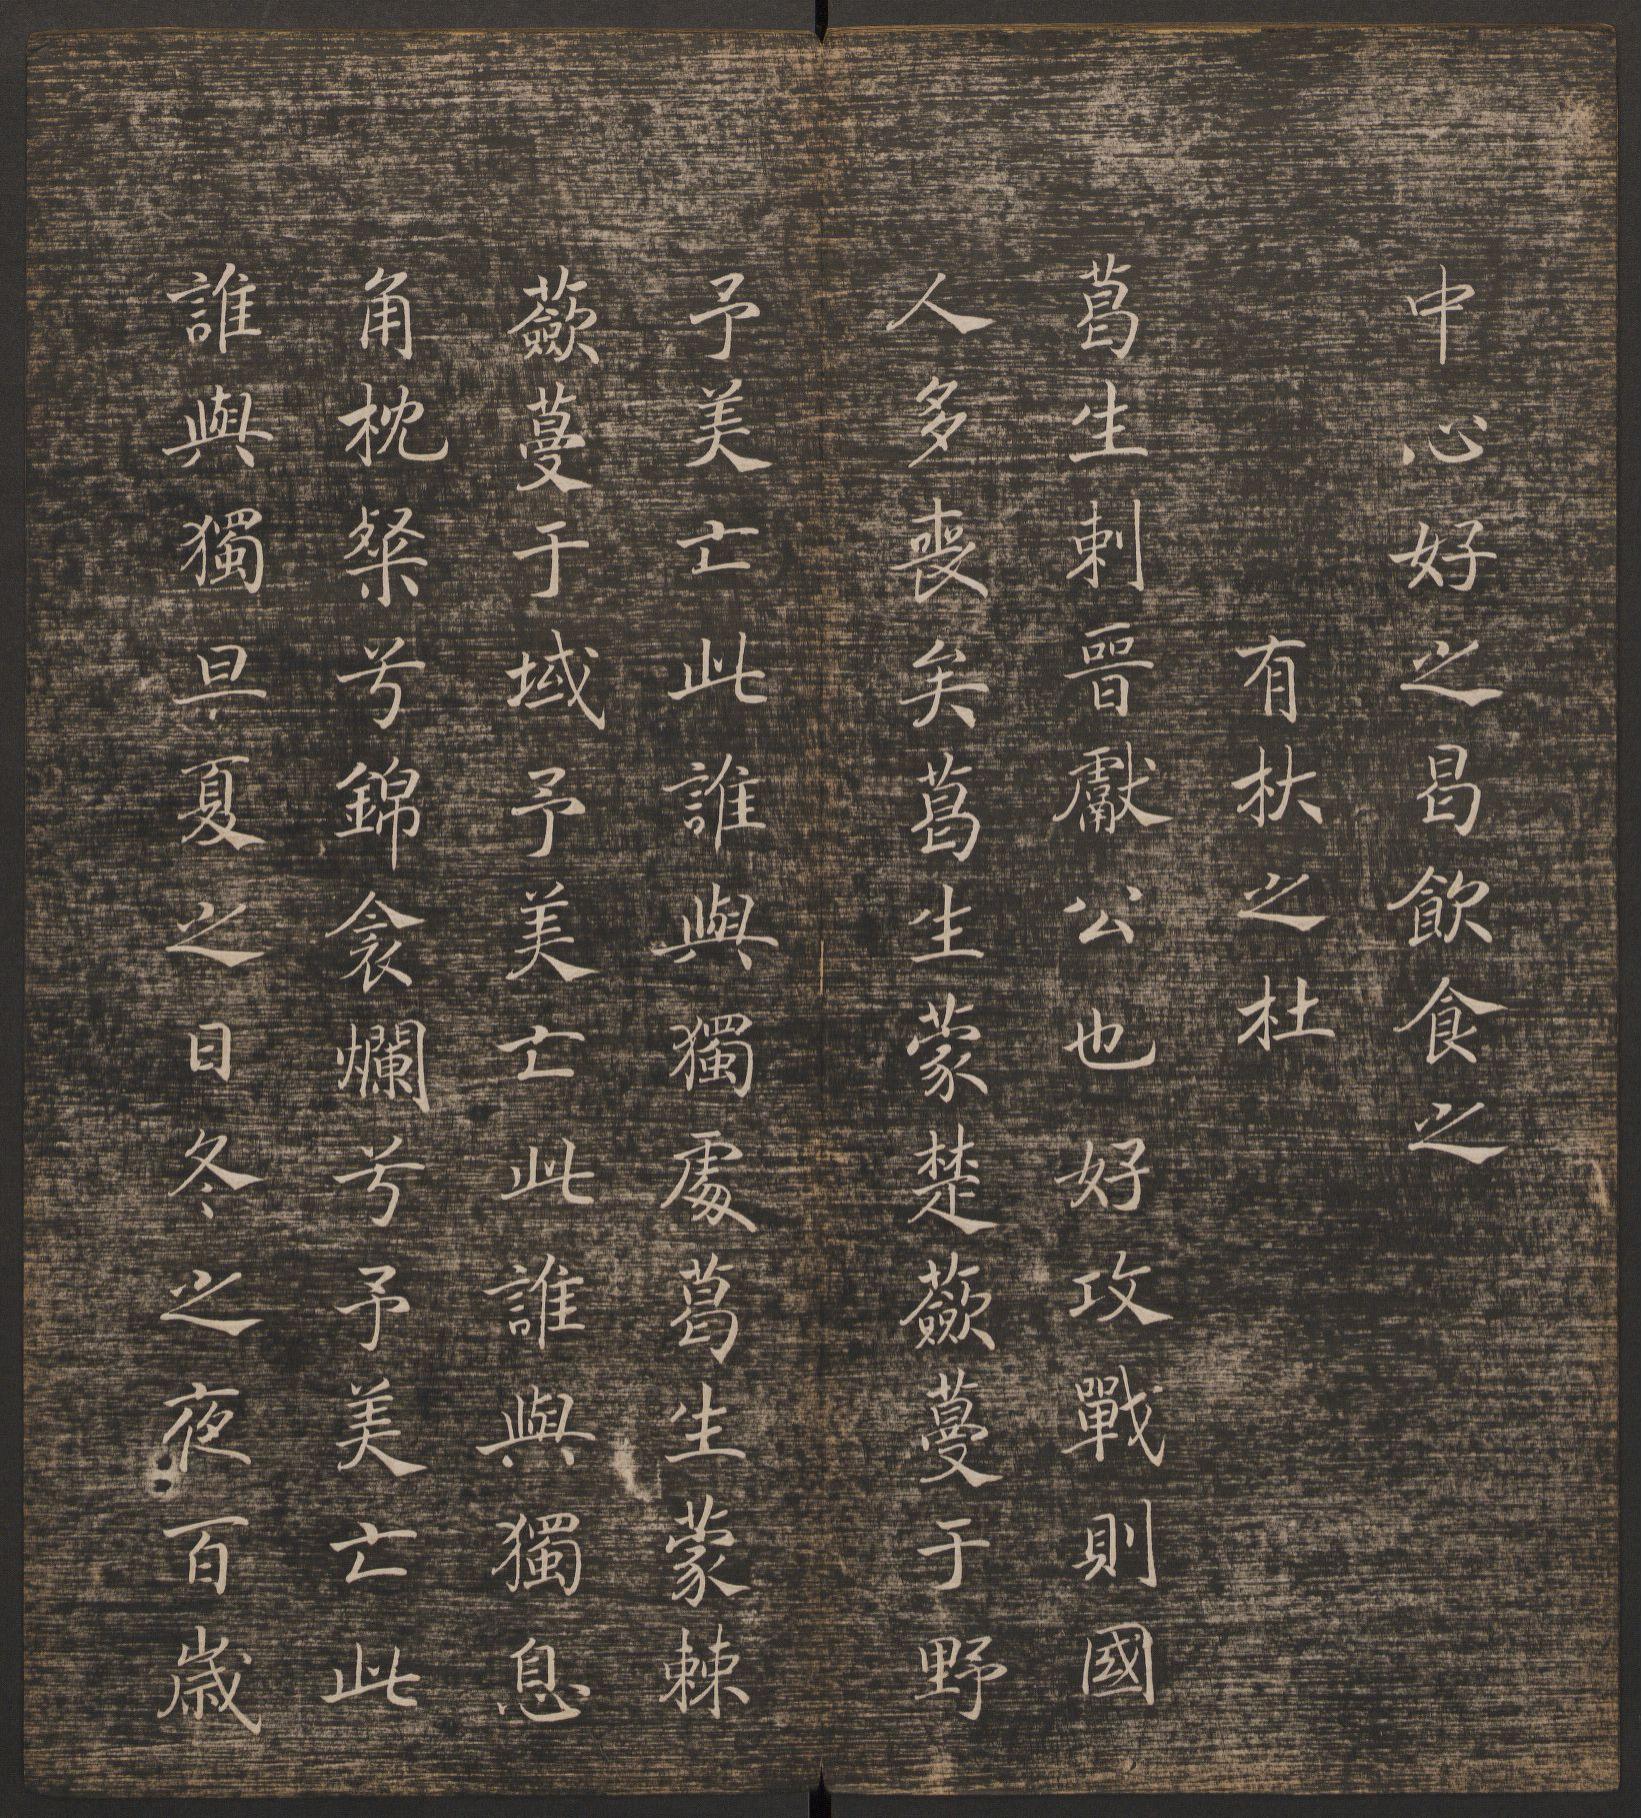 中心好之曷飲食之
有杕之杜
葛生刺晉獻公也好攻戰則國
人多喪矣葛生蒙楚蘞蔓于野
予美亡此誰與獨處葛生蒙棘
蘞蔓于域予美亡此誰與獨息
角枕粲兮錦衾爛兮予美亡此
誰與獨旦夏之日冬之夜百歲